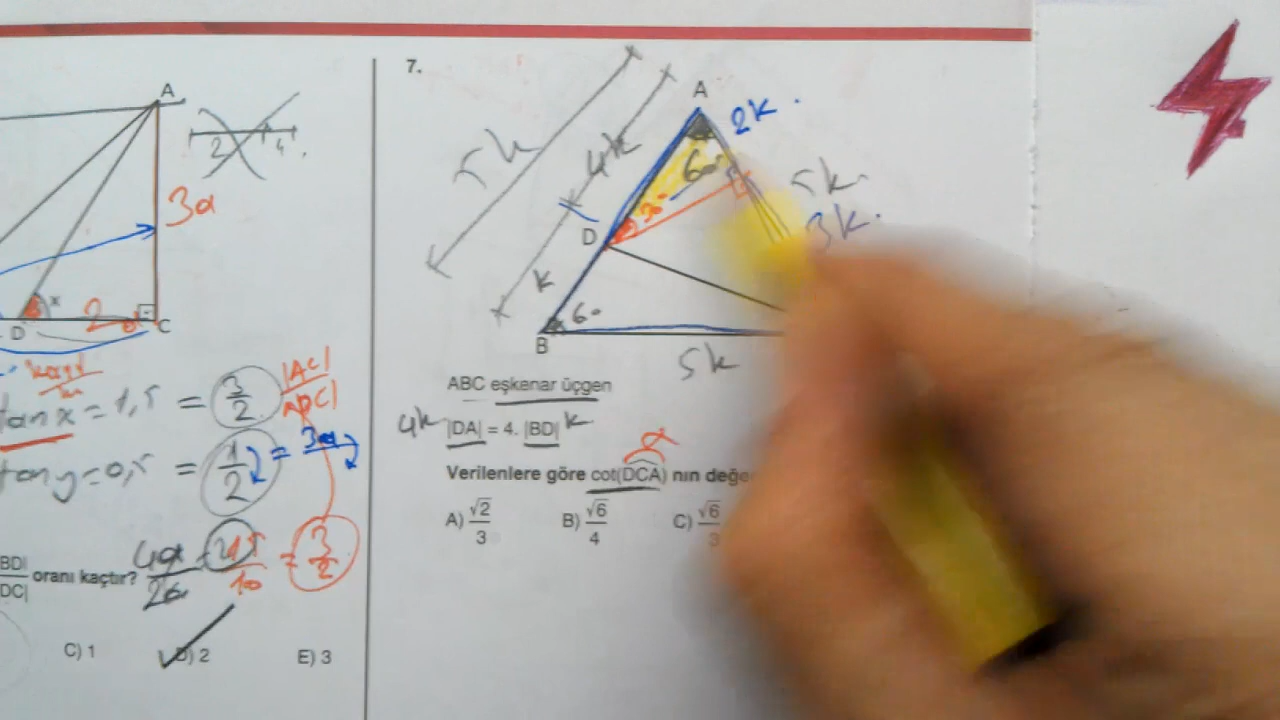 A
2
4
3a
x
D
2a
C
tan x = 1,5 = 3/2 |AC| / |DC|
tan y = 0,5 = 1/2 = 3a
|BD|
|DC| oranı kaçtır? 4a = 3/2
C) 1
D) 2
E) 3
7.
A
2k
5k
4k
60
5k
3k
30°
D
k
60
B
5k
ABC eşkenar üçgen
4k |DA| = 4. |BD| k
α
Verilenlere göre cot(DCA) nın değe
A) √2/3
B) √6/4
C) √6/3